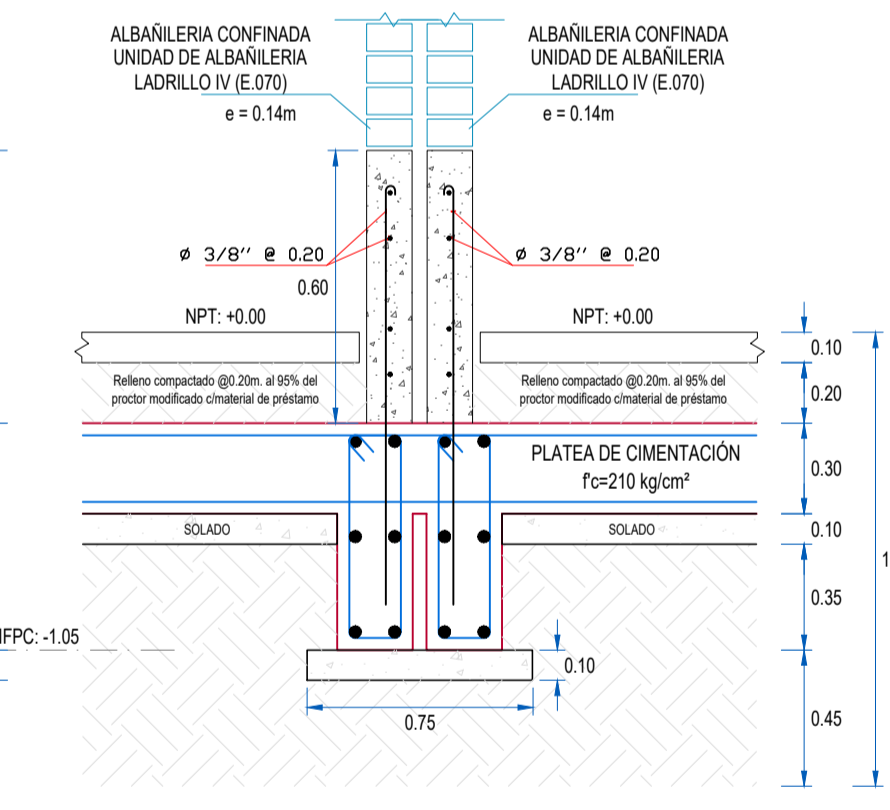 ALBAÑILERIA CONFINADA
UNIDAD DE ALBAÑILERIA
LADRILLO IV (E.070)
e = 0.14m
ALBAÑILERIA CONFINADA
UNIDAD DE ALBAÑILERIA
LADRILLO IV (E.070)
e = 0.14m
ø 3/8'' @ 0.20
ø 3/8'' @ 0.20
0.60
NPT: +0.00
NPT: +0.00
0.10
Relleno compactado @0.20m. al 95% del
proctor modificado c/material de préstamo
Relleno compactado @0.20m. al 95% del
proctor modificado c/material de préstamo
0.20
PLATEA DE CIMENTACIÓN
f'c=210 kg/cm²
0.30
SOLADO
SOLADO
0.10
1
0.35
NFPC: -1.05
0.10
0.75
0.45